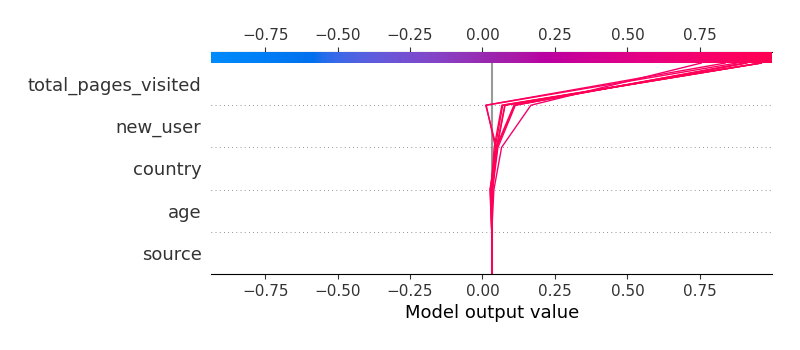 −0.75 −0.50 −0.25 0.00 0.25 0.50 0.75
total_pages_visited
new_user
country
age
source
−0.75 −0.50 −0.25 0.00 0.25 0.50 0.75
Model output value